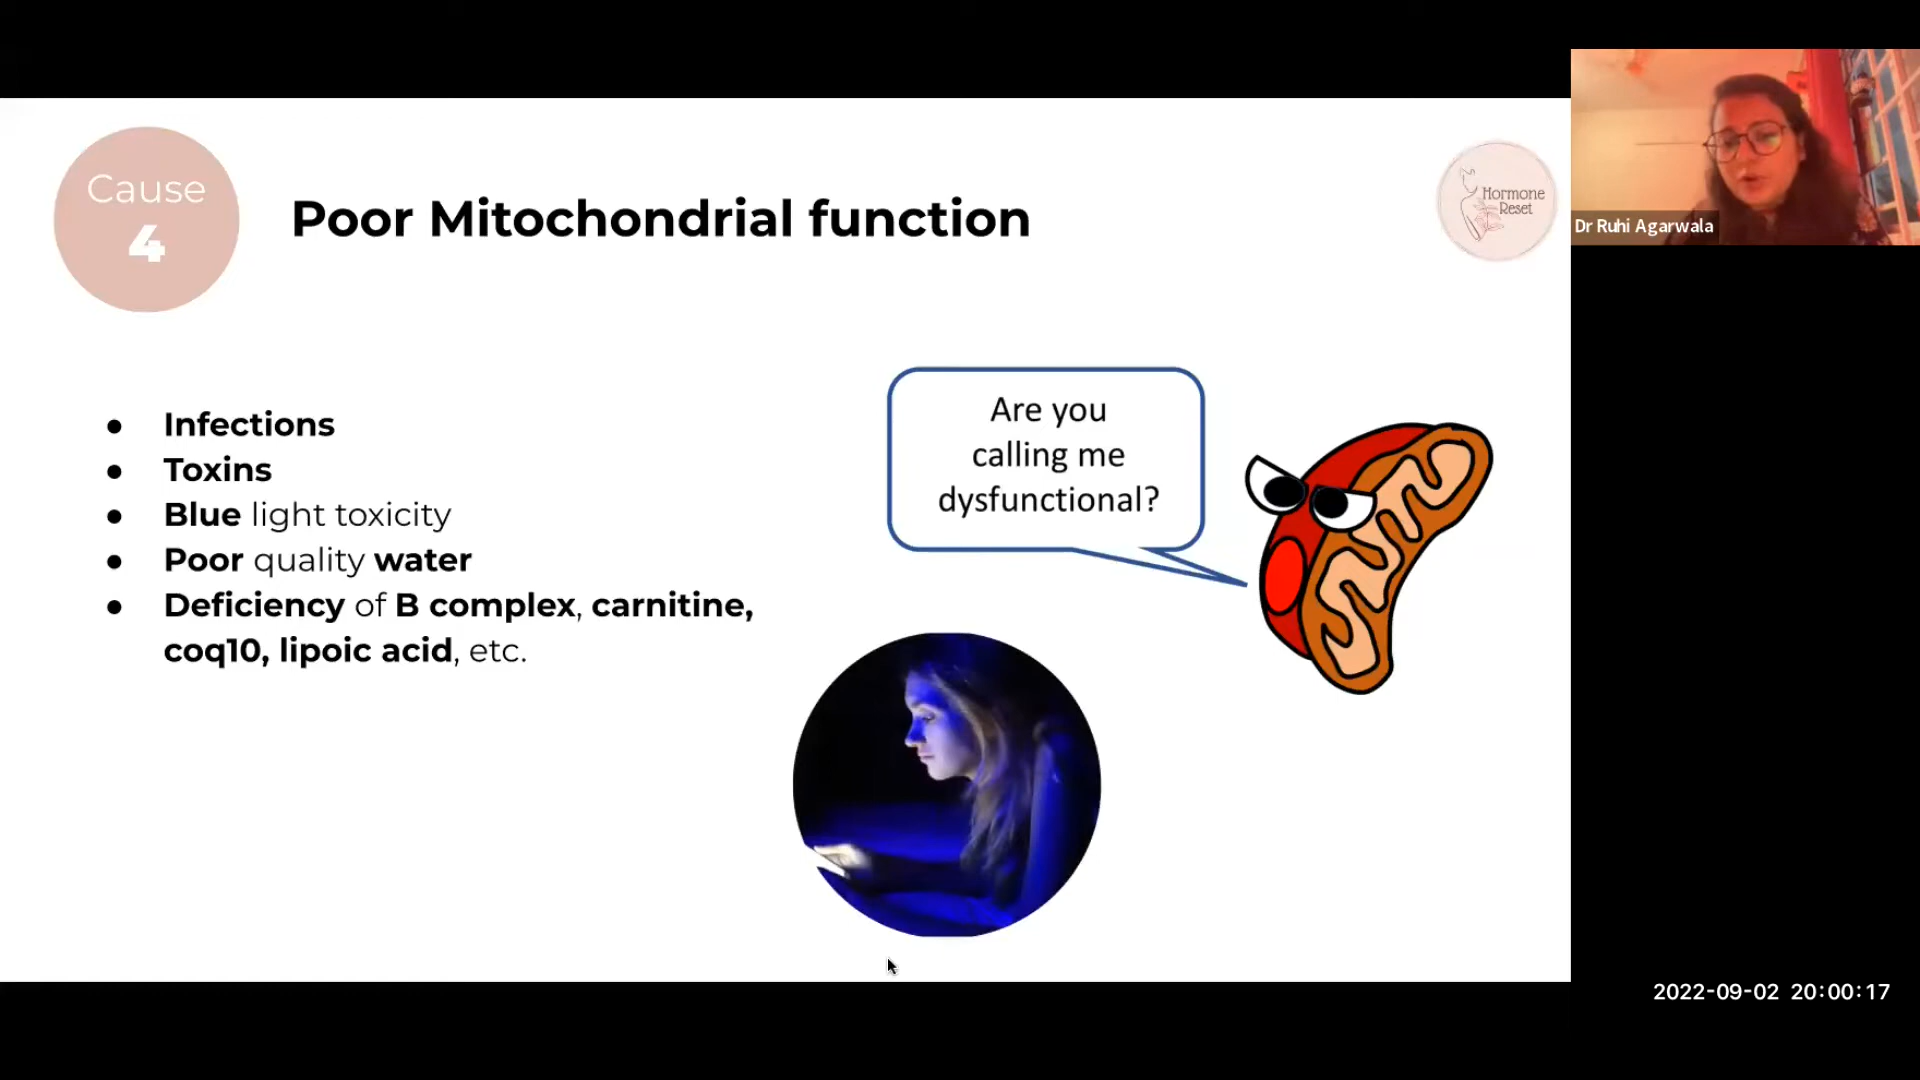 Cause
4
Poor Mitochondrial function
Hormone
Reset
Dr Ruhi Agarwala
Are you
calling me
dysfunctional?
● Infections
● Toxins
● Blue light toxicity
● Poor quality water
● Deficiency of B complex, carnitine,
coq10, lipoic acid, etc.
2022-09-02 20:00:17